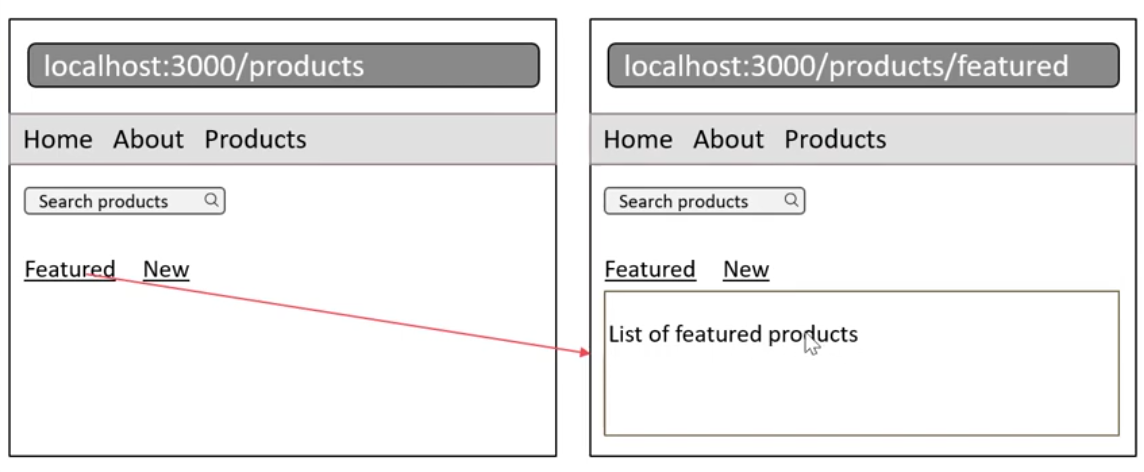 localhost:3000/products
Home About Products
Search products
Featured New
localhost:3000/products/featured
Home About Products
Search products
Featured New
List of featured products